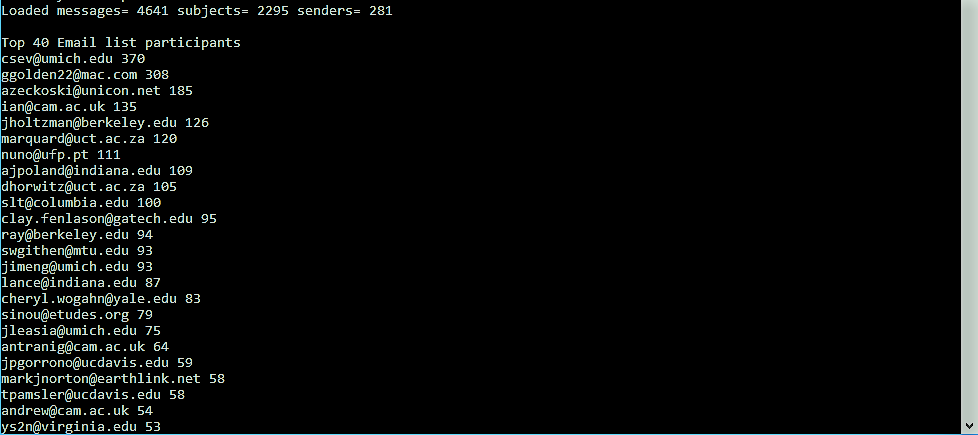 Loaded messages= 4641 subjects= 2295 senders= 281
Top 40 Email list participants
csev@umich.edu 370
ggolden22@mac.com 308
azeckoski@unicon.net 185
ian@cam.ac.uk 135
jholtzman@berkeley.edu 126
marquard@uct.ac.za 120
nuno@ufp.pt 111
ajpoland@indiana.edu 109
dhorwitz@uct.ac.za 105
slt@columbia.edu 100
clay.fenlason@gatech.edu 95
ray@berkeley.edu 94
swgithen@mtu.edu 93
jimeng@umich.edu 93
lance@indiana.edu 87
cheryl.wogahn@yale.edu 83
sinou@etudes.org 79
jleasia@umich.edu 75
antranig@cam.ac.uk 64
jpgorrono@ucdavis.edu 59
markjnorton@earthlink.net 58
tpamsler@ucdavis.edu 58
andrew@cam.ac.uk 54
ys2n@virginia.edu 53